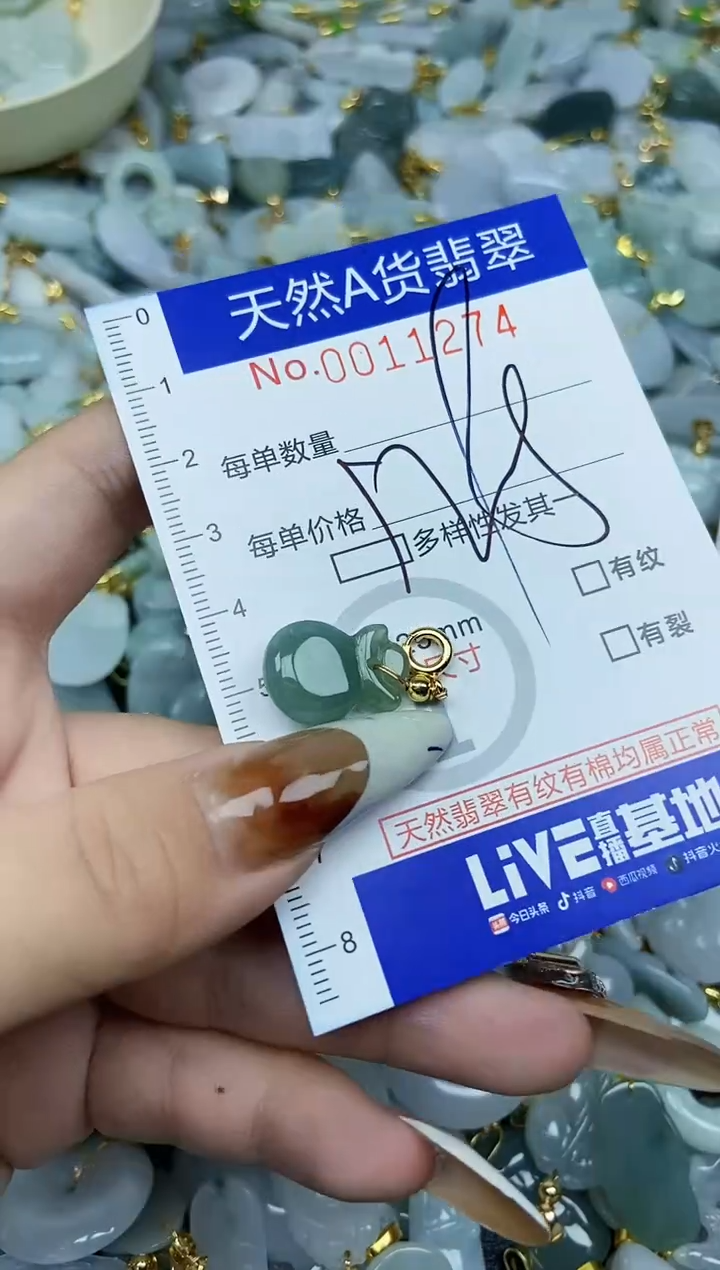 天然A货翡翠
No.0011274
0
1
2
每单数量
3
每单价格
多样性发其一
有纹
4
mm
有裂
尺寸
5
天然翡翠有纹有棉均属正常
LiVE直播基地
今日头条 抖音 西瓜视频 抖音火
8